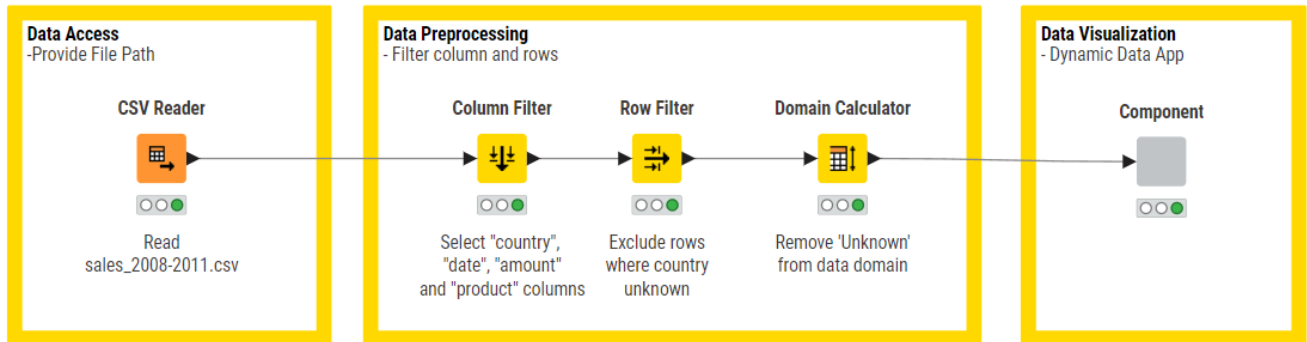 Data Access
-Provide File Path
CSV Reader
Read
sales_2008-2011.csv
Data Preprocessing
- Filter column and rows
Column Filter
Select "country",
"date", "amount"
and "product" columns
Row Filter
Exclude rows
where country
unknown
Domain Calculator
Remove 'Unknown'
from data domain
Data Visualization
- Dynamic Data App
Component